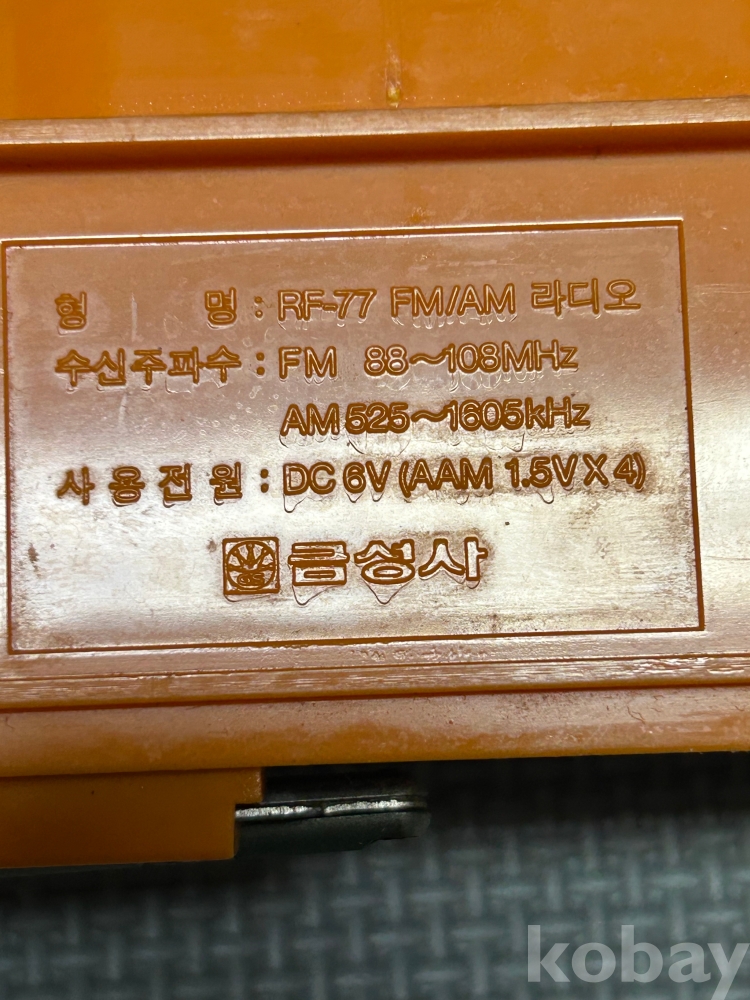 형 명 : RF-77 FM/AM 라디오
수신주파수 : FM 88~108MHz
AM 525~1605kHz
사용전원 : DC 6V (AAM 1.5V X 4)
GS 금성사
kobay